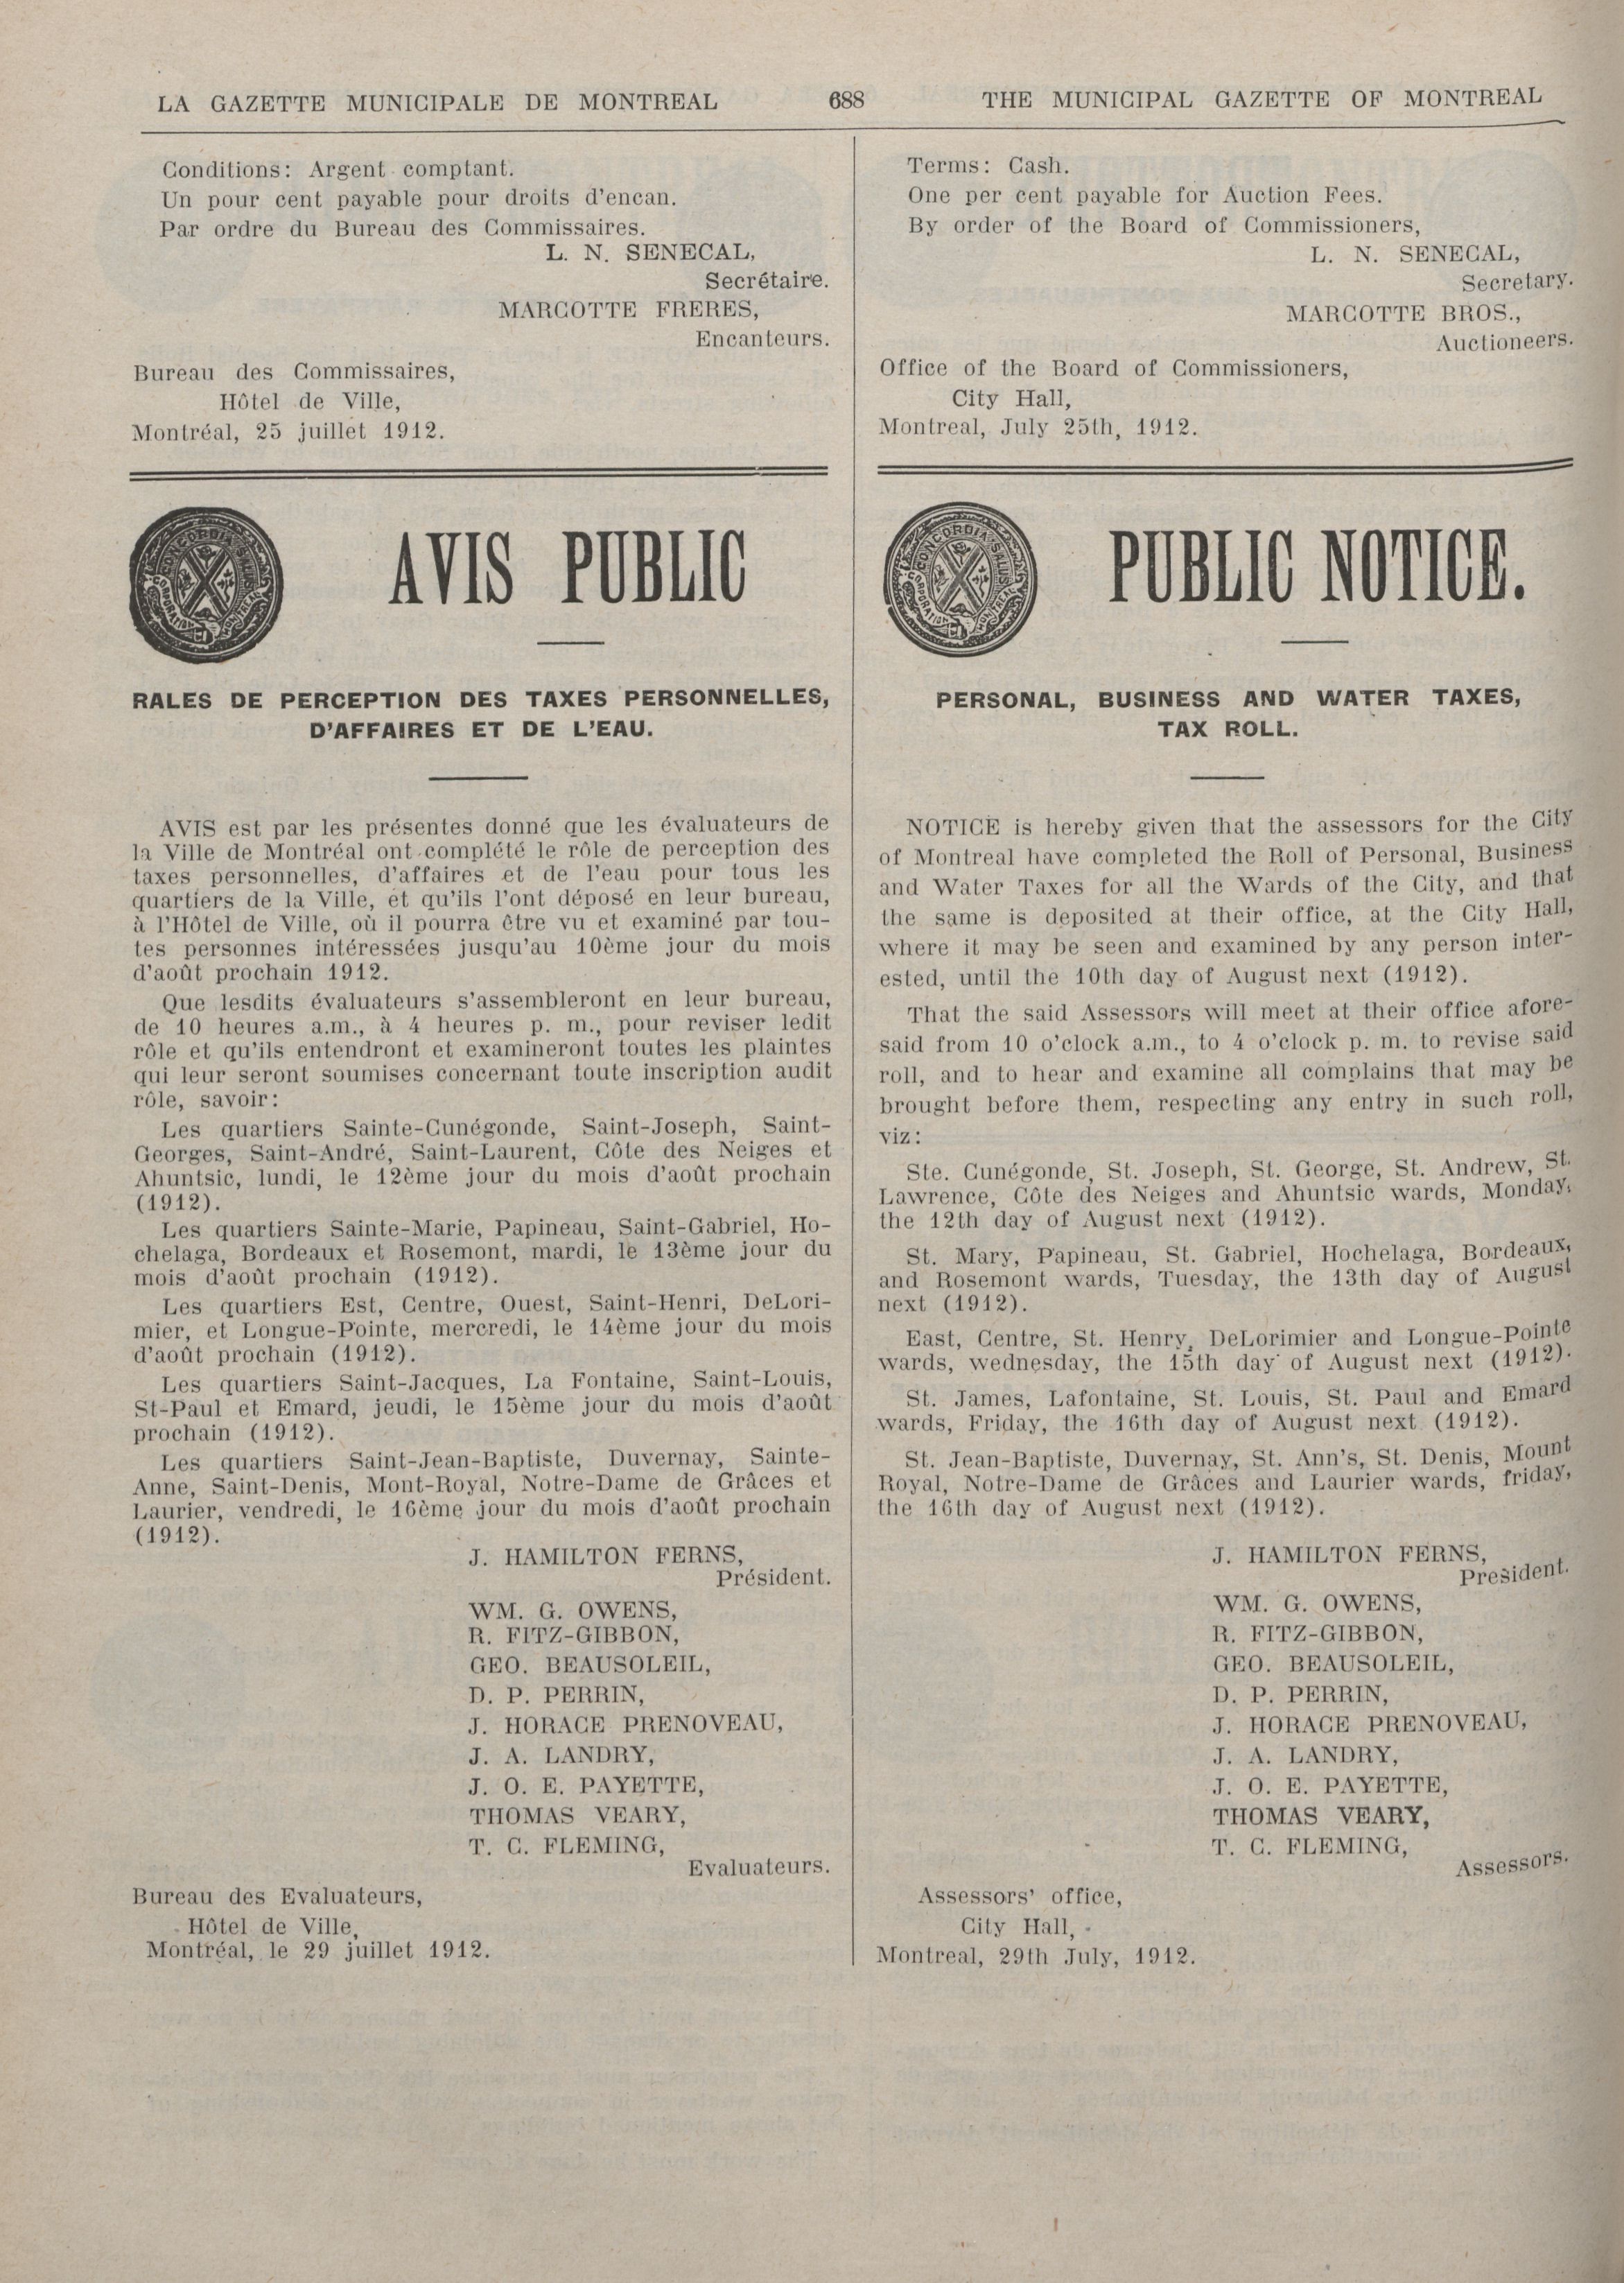 LA GAZETTE MUNICIPALE DE MONTREAL 688 THE MUNICIPAL GAZETTE OF MONTREAL
Conditions: Argent comptant.
Un pour cent payable pour droits d'encan.
Par ordre du Bureau des Commissaires.
L. N. SENECAL,
Secrétaire.
MARCOTTE FRERES,
Encanteurs.
Bureau des Commissaires,
Hôtel de Ville,
Montréal, 25 juillet 1912.
AVIS PUBLIC
RALES DE PERCEPTION DES TAXES PERSONNELLES,
D'AFFAIRES ET DE L'EAU.
AVIS est par les présentes donné que les évaluateurs de
la Ville de Montréal ont complété le rôle de perception des
taxes personnelles, d'affaires et de l'eau pour tous les
quartiers de la Ville, et qu'ils l'ont déposé en leur bureau,
à l'Hôtel de Ville, où il pourra être vu et examiné par tou-
tes personnes intéressées jusqu'au 10ème jour du mois
d'août prochain 1912.
Que lesdits évaluateurs s'assembleront en leur bureau,
de 10 heures a.m., à 4 heures p. m., pour reviser ledit
rôle et qu'ils entendront et examineront toutes les plaintes
qui leur seront soumises concernant toute inscription audit
rôle, savoir:
Les quartiers Sainte-Cunégonde, Saint-Joseph, Saint-
Georges, Saint-André, Saint-Laurent, Côte des Neiges et
Ahuntsic, lundi, le 12ème jour du mois d'août prochain
(1912).
Les quartiers Sainte-Marie, Papineau, Saint-Gabriel, Ho-
chelaga, Bordeaux et Rosemont, mardi, le 13ème jour du
mois d'août prochain (1912).
Les quartiers Est, Centre, Ouest, Saint-Henri, DeLori-
mier, et Longue-Pointe, mercredi, le 14ème jour du mois
d'août prochain (1912).
Les quartiers Saint-Jacques, La Fontaine, Saint-Louis,
St-Paul et Emard, jeudi, le 15ème jour du mois d'août
prochain (1912).
Les quartiers Saint-Jean-Baptiste, Duvernay, Sainte-
Anne, Saint-Denis, Mont-Royal, Notre-Dame de Grâces et
Laurier, vendredi, le 16ème jour du mois d'août prochain
(1912).
J. HAMILTON FERNS,
Président.
WM. G. OWENS,
R. FITZ-GIBBON,
GEO. BEAUSOLEIL,
D. P. PERRIN,
J. HORACE PRENOVEAU,
J. A. LANDRY,
J. O. E. PAYETTE,
THOMAS VEARY,
T. C. FLEMING,
Evaluateurs.
Bureau des Evaluateurs,
Hôtel de Ville,
Montréal, le 29 juillet 1912.
Terms: Cash.
One per cent payable for Auction Fees.
By order of the Board of Commissioners,
L. N. SENECAL,
Secretary.
MARCOTTE BROS.,
Auctioneers.
Office of the Board of Commissioners,
City Hall,
Montreal, July 25th, 1912.
PUBLIC NOTICE.
PERSONAL, BUSINESS AND WATER TAXES,
TAX ROLL.
NOTICE is hereby given that the assessors for the City
of Montreal have completed the Roll of Personal, Business
and Water Taxes for all the Wards of the City, and that
the same is deposited at their office, at the City Hall,
where it may be seen and examined by any person inter-
ested, until the 10th day of August next (1912).
That the said Assessors will meet at their office afore-
said from 10 o'clock a.m., to 4 o'clock p. m. to revise said
roll, and to hear and examine all complains that may be
brought before them, respecting any entry in such roll,
viz:
Ste. Cunégonde, St. Joseph, St. George, St. Andrew, St.
Lawrence, Côte des Neiges and Ahuntsic wards, Monday,
the 12th day of August next (1912).
St. Mary, Papineau, St. Gabriel, Hochelaga, Bordeaux,
and Rosemont wards, Tuesday, the 13th day of August
next (1912).
East, Centre, St. Henry, DeLorimier and Longue-Pointe
wards, wednesday, the 15th day of August next (1912).
St. James, Lafontaine, St. Louis, St. Paul and Emard
wards, Friday, the 16th day of August next (1912).
St. Jean-Baptiste, Duvernay, St. Ann's, St. Denis, Mount
Royal, Notre-Dame de Grâces and Laurier wards, friday,
the 16th day of August next (1912).
J. HAMILTON FERNS,
President.
WM. G. OWENS,
R. FITZ-GIBBON,
GEO. BEAUSOLEIL,
D. P. PERRIN,
J. HORACE PRENOVEAU,
J. A. LANDRY,
J. O. E. PAYETTE,
THOMAS VEARY,
T. C. FLEMING,
Assessors.
Assessors' office,
City Hall,
Montreal, 29th July, 1912.
CONCORDIA SALUS
CORPORATION MONTREAL
CONCORDIA SALUS
CORPORATION MONTREAL